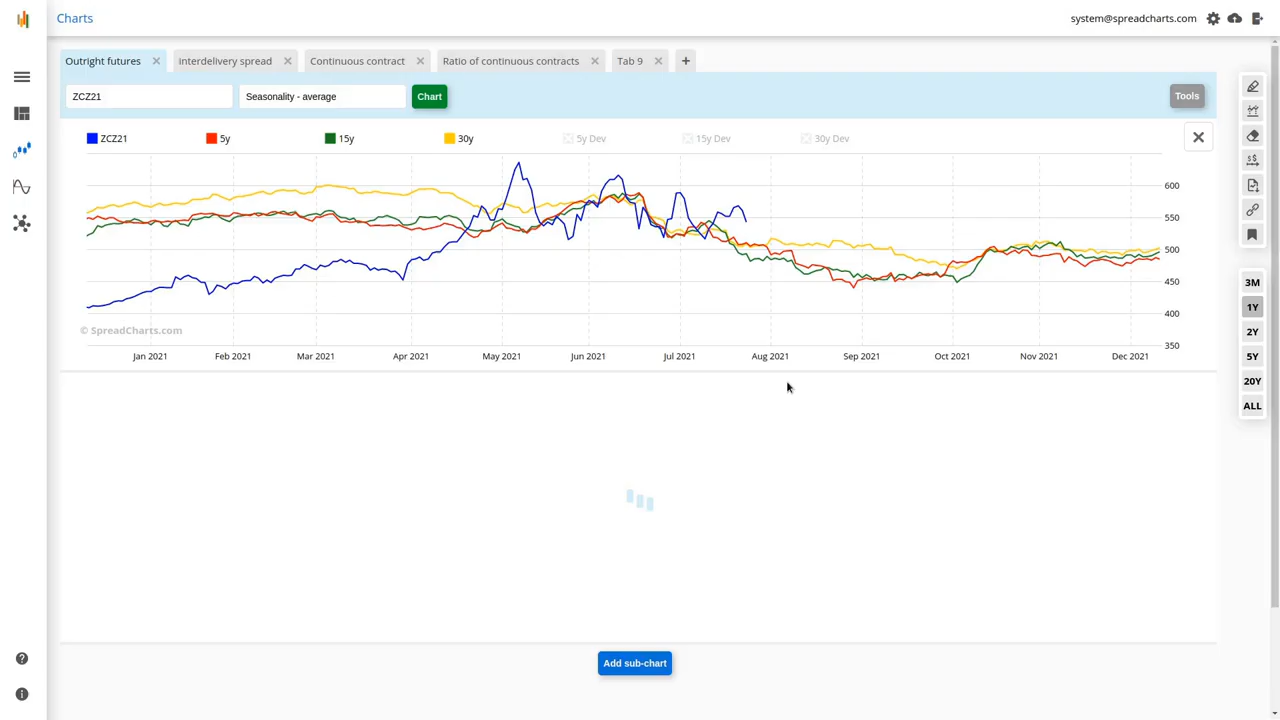 Charts
system@spreadcharts.com
Outright futures
Interdelivery spread
Continuous contract
Ratio of continuous contracts
Tab 9
+
ZCZ21
Seasonality - average
Chart
Tools
ZCZ21
5y
15y
30y
5y Dev
15y Dev
30y Dev
600
550
500
450
400
350
© SpreadCharts.com
Jan 2021
Feb 2021
Mar 2021
Apr 2021
May 2021
Jun 2021
Jul 2021
Aug 2021
Sep 2021
Oct 2021
Nov 2021
Dec 2021
3M
1Y
2Y
5Y
20Y
ALL
Add sub-chart